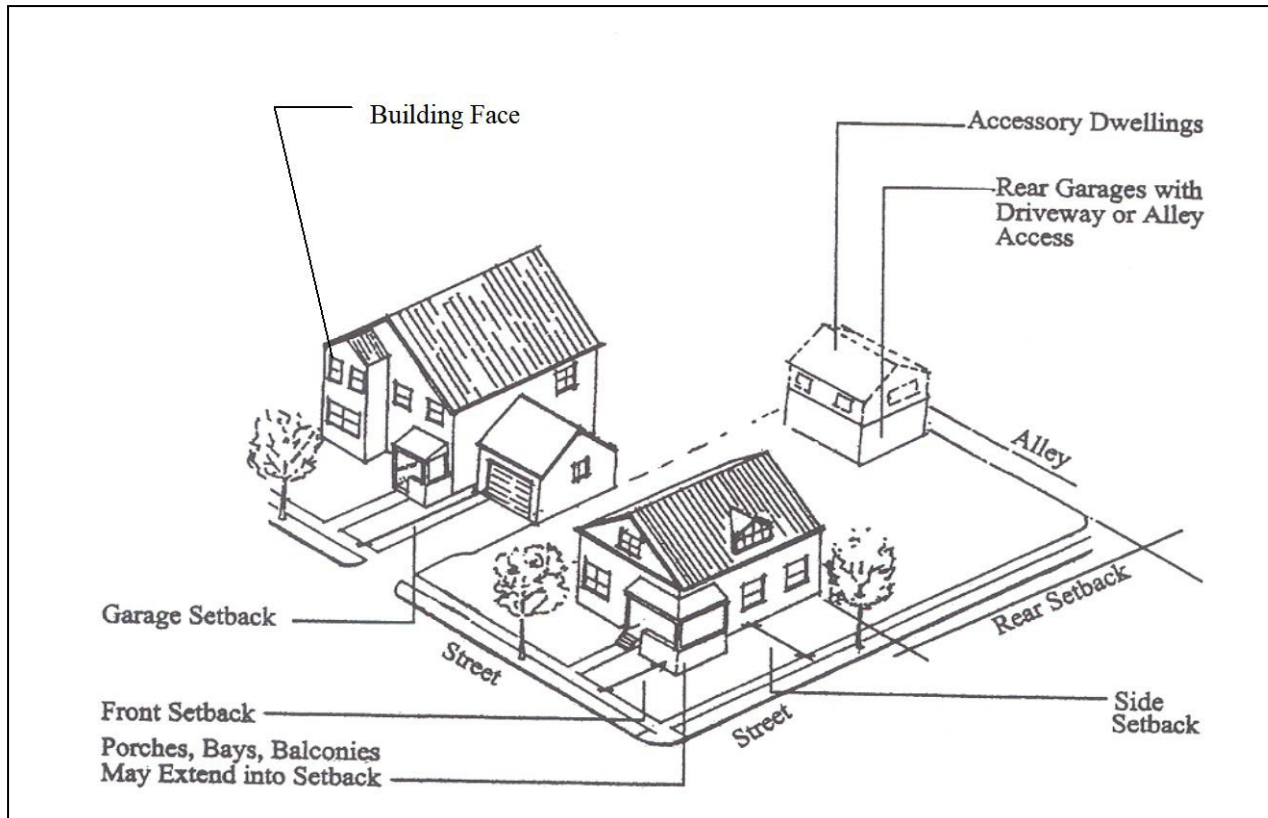 Building Face
Accessory Dwellings
Rear Garages with
Driveway or Alley
Access
Alley
Rear Setback
Garage Setback
Street
Front Setback
Street
Side
Setback
Porches, Bays, Balconies
May Extend into Setback